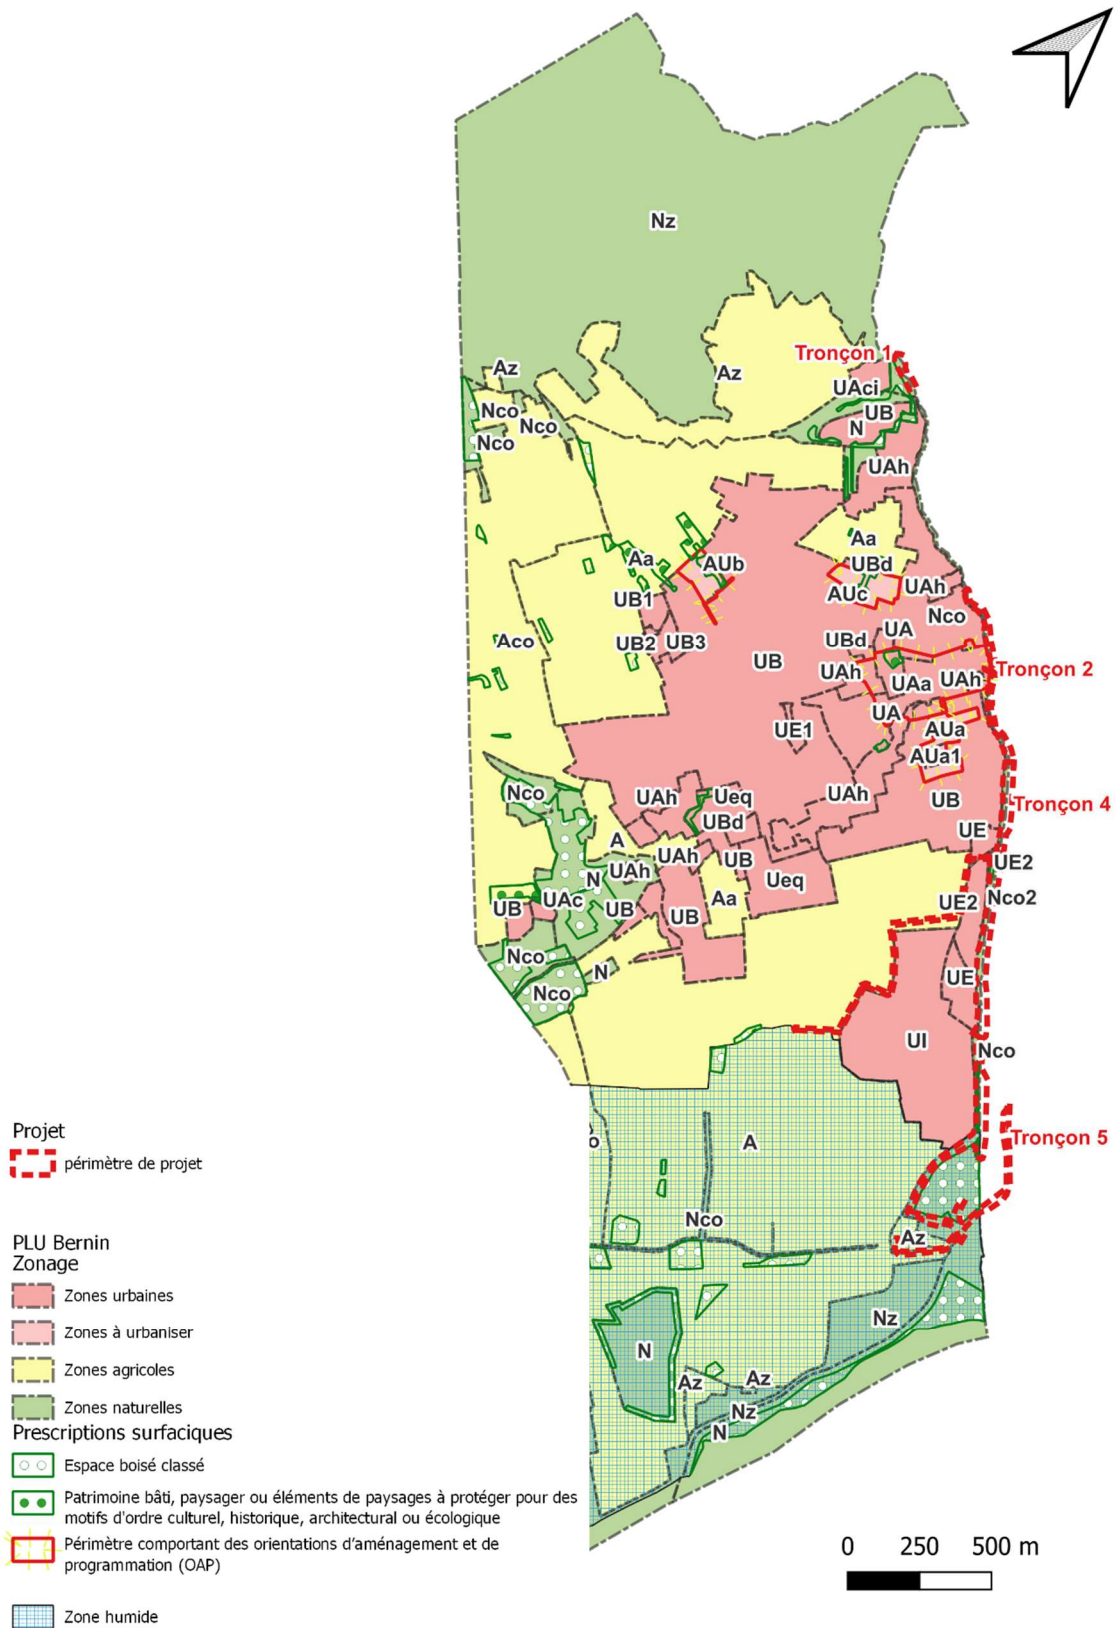 Nz
Tronçon 1
Az
Az
UAci
Nco
UB
Nco
N
Nco
UAh
Aa
Aa
AUb
UBd
UAh
AUc
UB1
Nco
UA
UBd
Aco
UB2
UB3
UB
UAh
Tronçon 2
UAa
UAh
UA
UE1
AUa
AUa1
Nco
UAh
Ueq
UAh
UB
Tronçon 4
UBd
UE
A
UAh
UB
UE2
UAh
N
Ueq
UAc
Aa
Nco2
UE2
UB
UB
UB
Nco
N
UE
Nco
UI
Nco
Projet
périmètre de projet
o
A
Tronçon 5
Nco
Az
PLU Bernin
Zonage
Zones urbaines
Zones à urbaniser
Zones agricoles
Zones naturelles
Nz
N
Az
Az
Nz
N
Prescriptions surfaciques
Espace boisé classé
Patrimoine bâti, paysager ou éléments de paysages à protéger pour des
motifs d'ordre culturel, historique, architectural ou écologique
Périmètre comportant des orientations d'aménagement et de
programmation (OAP)
0 250 500 m
Zone humide